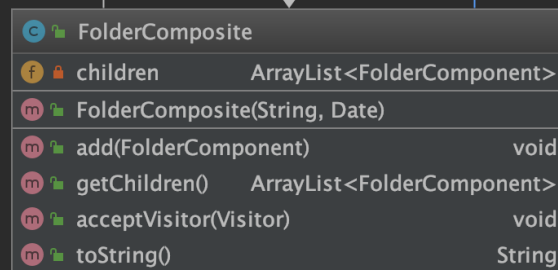 C FolderComposite
f children ArrayList<FolderComponent>
m FolderComposite(String, Date)
m add(FolderComponent) void
m getChildren() ArrayList<FolderComponent>
m acceptVisitor(Visitor) void
m toString() String